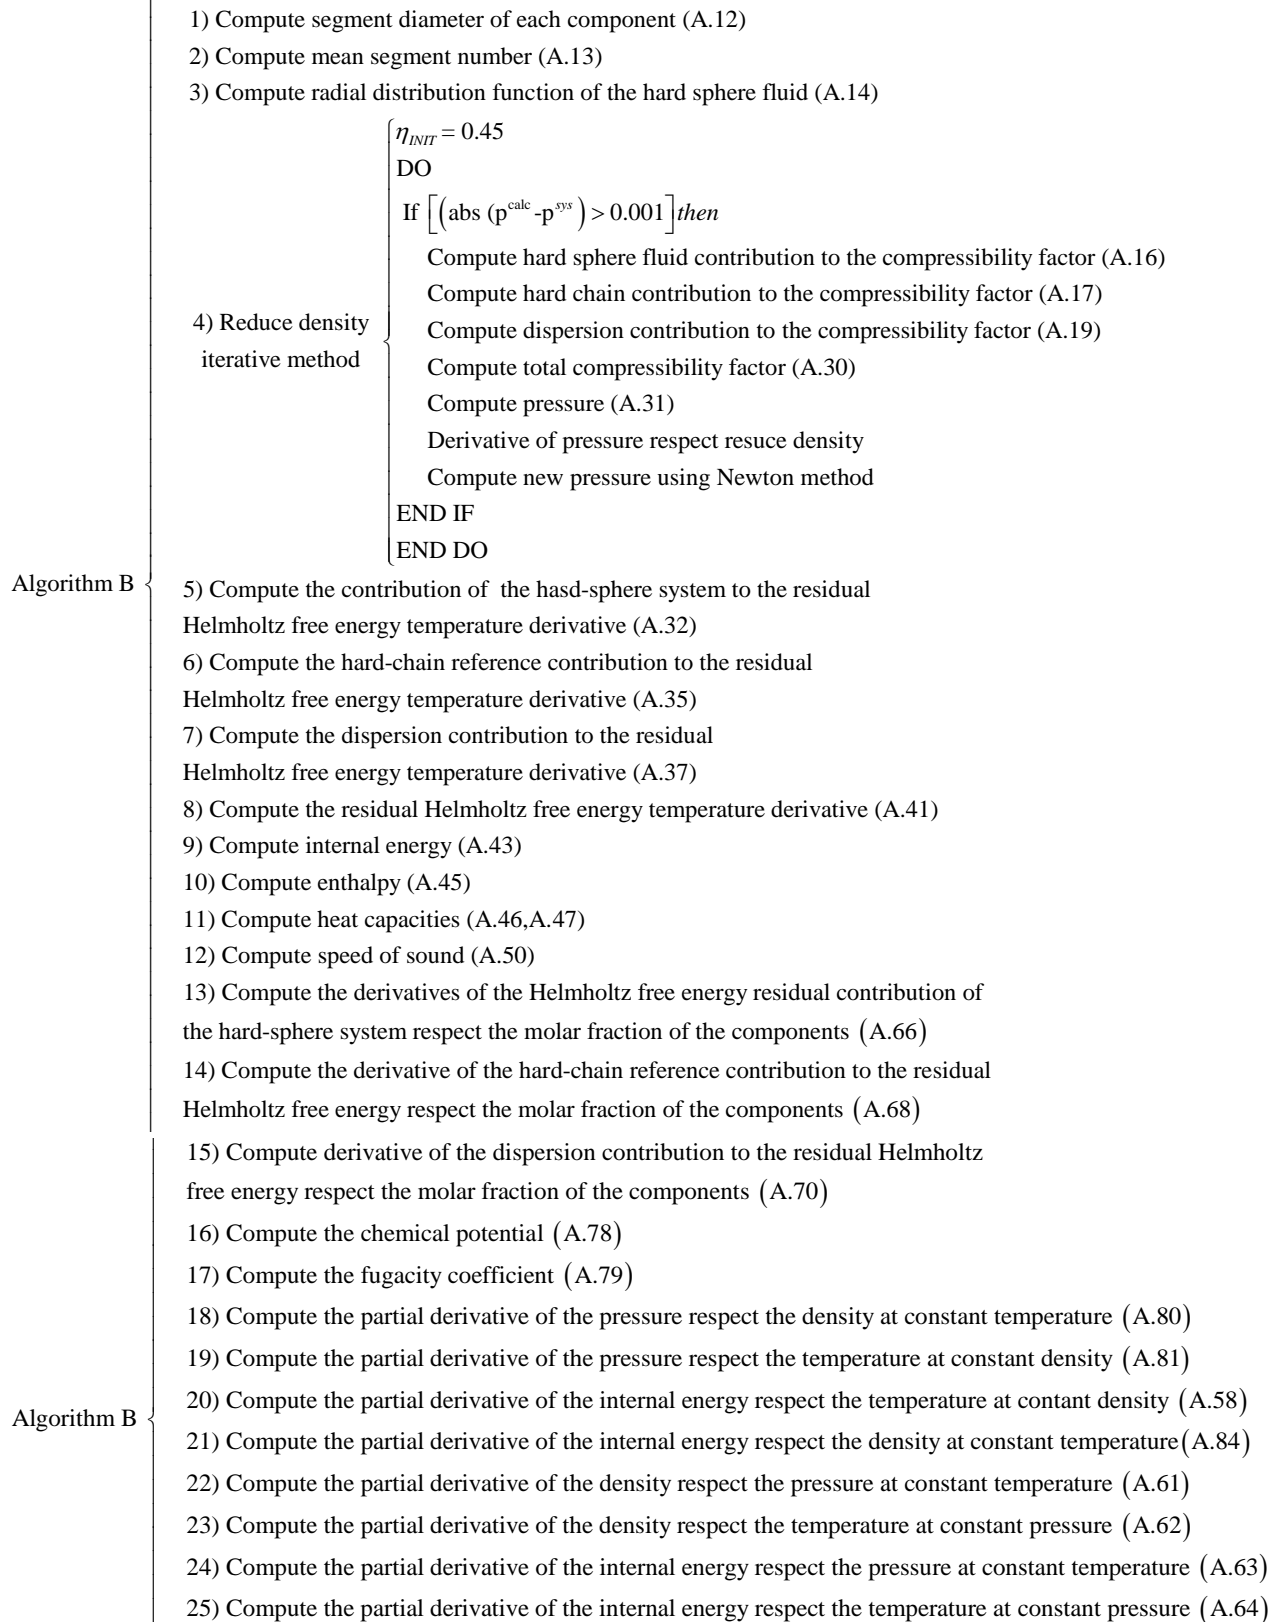 1) Compute segment diameter of each component (A.12)
2) Compute mean segment number (A.13)
3) Compute radial distribution function of the hard sphere fluid (A.14)
4) Reduce density
iterative method
η_INIT = 0.45
DO
If [(abs (p^calc -p^sys) > 0.001] then
Compute hard sphere fluid contribution to the compressibility factor (A.16)
Compute hard chain contribution to the compressibility factor (A.17)
Compute dispersion contribution to the compressibility factor (A.19)
Compute total compressibility factor (A.30)
Compute pressure (A.31)
Derivative of pressure respect resuce density
Compute new pressure using Newton method
END IF
END DO
Algorithm B
5) Compute the contribution of the hasd-sphere system to the residual
Helmholtz free energy temperature derivative (A.32)
6) Compute the hard-chain reference contribution to the residual
Helmholtz free energy temperature derivative (A.35)
7) Compute the dispersion contribution to the residual
Helmholtz free energy temperature derivative (A.37)
8) Compute the residual Helmholtz free energy temperature derivative (A.41)
9) Compute internal energy (A.43)
10) Compute enthalpy (A.45)
11) Compute heat capacities (A.46,A.47)
12) Compute speed of sound (A.50)
13) Compute the derivatives of the Helmholtz free energy residual contribution of
the hard-sphere system respect the molar fraction of the components (A.66)
14) Compute the derivative of the hard-chain reference contribution to the residual
Helmholtz free energy respect the molar fraction of the components (A.68)
15) Compute derivative of the dispersion contribution to the residual Helmholtz
free energy respect the molar fraction of the components (A.70)
16) Compute the chemical potential (A.78)
17) Compute the fugacity coefficient (A.79)
18) Compute the partial derivative of the pressure respect the density at constant temperature (A.80)
19) Compute the partial derivative of the pressure respect the temperature at constant density (A.81)
Algorithm B
20) Compute the partial derivative of the internal energy respect the temperature at contant density (A.58)
21) Compute the partial derivative of the internal energy respect the density at constant temperature(A.84)
22) Compute the partial derivative of the density respect the pressure at constant temperature (A.61)
23) Compute the partial derivative of the density respect the temperature at constant pressure (A.62)
24) Compute the partial derivative of the internal energy respect the pressure at constant temperature (A.63)
25) Compute the partial derivative of the internal energy respect the temperature at constant pressure (A.64)